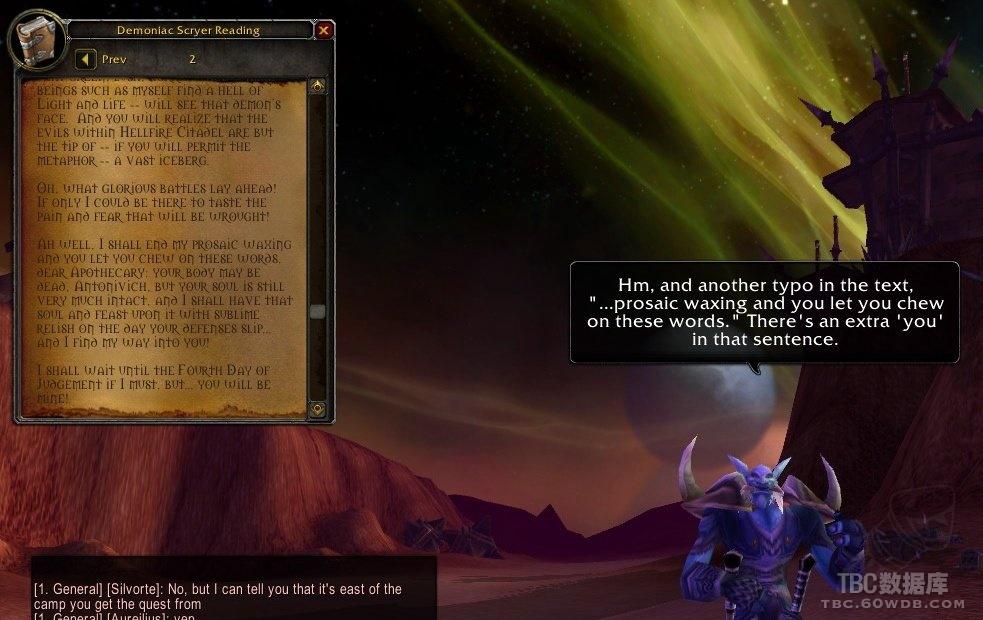 Demoniac Scryer Reading
Prev 2
BEINGS SUCH AS MYSELF FIND A HELL OF
LIGHT AND LIFE -- WILL SEE THAT DEMON'S
FACE. AND YOU WILL REALIZE THAT THE
EVILS WITHIN HELLFIRE CITADEL ARE BUT
THE TIP OF -- IF YOU WILL PERMIT THE
METAPHOR -- A VAST ICEBERG.
OH, WHAT GLORIOUS BATTLES LAY AHEAD!
IF ONLY I COULD BE THERE TO TASTE THE
PAIN AND FEAR THAT WILL BE WROUGHT!
AH WELL, I SHALL END MY PROSAIC WAXING
AND YOU LET YOU CHEW ON THESE WORDS,
DEAR APOTHECARY: YOUR BODY MAY BE
DEAD, ANTONIVICH, BUT YOUR SOUL IS STILL
VERY MUCH INTACT, AND I SHALL HAVE THAT
SOUL AND FEAST UPON IT WITH SUBLIME
RELISH ON THE DAY YOUR DEFENSES SLIP...
AND I FIND MY WAY INTO YOU!
I SHALL WAIT UNTIL THE FOURTH DAY OF
JUDGEMENT IF I MUST, BUT... YOU WILL BE
MINE!
Hm, and another typo in the text,
"...prosaic waxing and you let you chew
on these words." There's an extra 'you'
in that sentence.
[1. General] [Silvorte]: No, but I can tell you that it's east of the
camp you get the quest from
[1. General] [Aureilius]: yep
TBC数据库
TBC.60WDB.COM